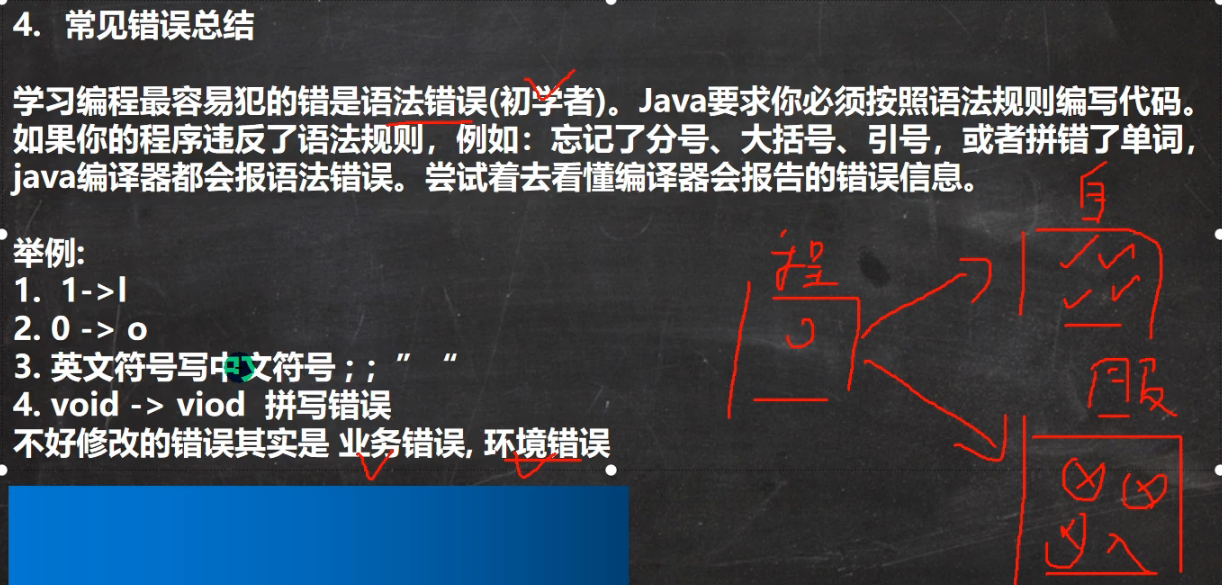 4. 常见错误总结
学习编程最容易犯的错是语法错误(初学者)。Java要求你必须按照语法规则编写代码。
如果你的程序违反了语法规则，例如：忘记了分号、大括号、引号，或者拼错了单词，
java编译器都会报语法错误。尝试着去看懂编译器会报告的错误信息。
举例:
1. 1->l
2. 0 -> o
3. 英文符号写中文符号 ; ; ” “
4. void -> viod 拼写错误
不好修改的错误其实是 业务错误, 环境错误
自
程
服